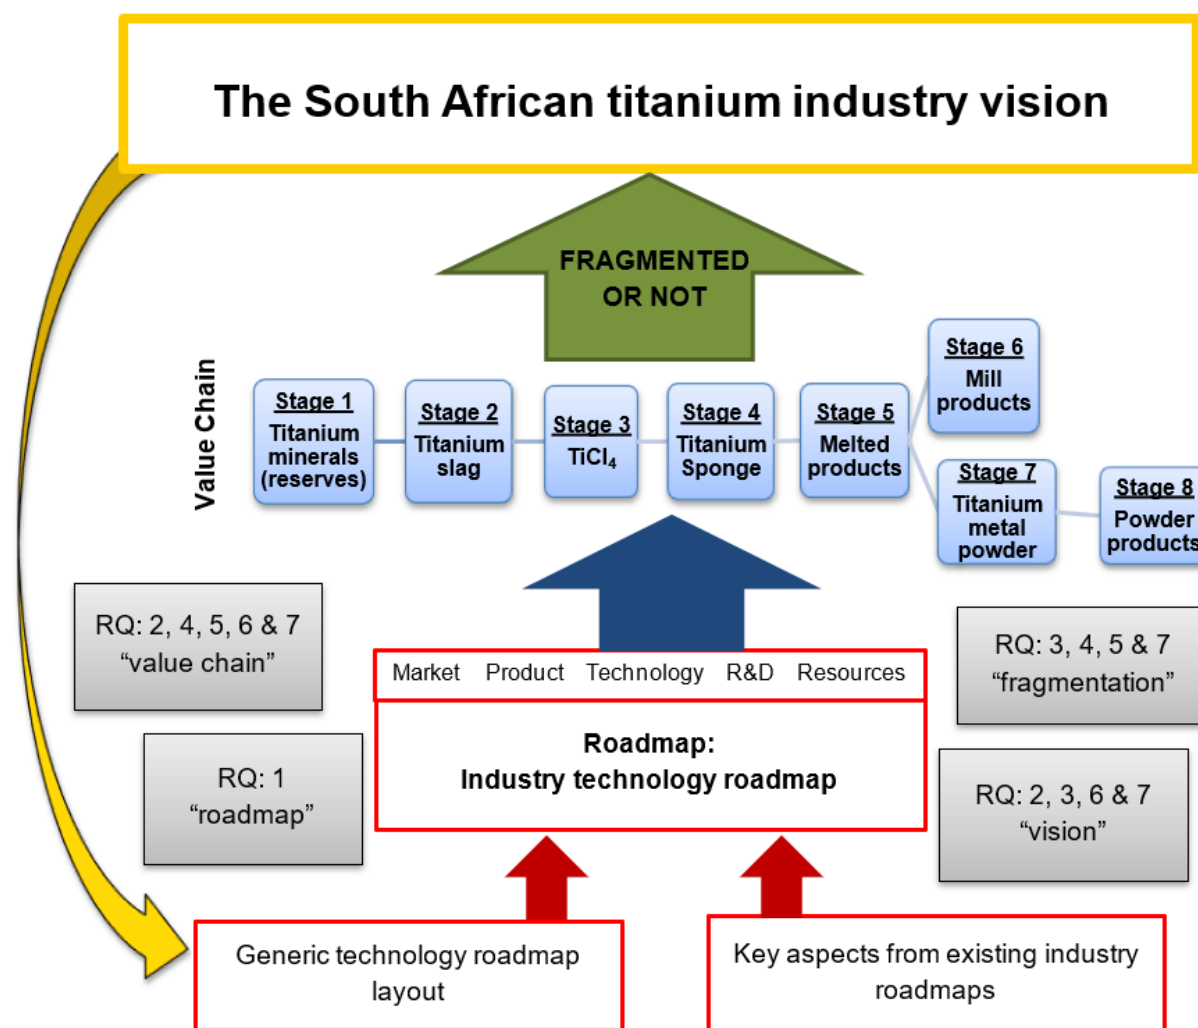 The South African titanium industry vision
FRAGMENTED
OR NOT
Value Chain
Stage 1
Titanium
minerals
(reserves)
Stage 2
Titanium
slag
Stage 3
TiCl₄
Stage 4
Titanium
Sponge
Stage 5
Melted
products
Stage 6
Mill
products
Stage 7
Titanium
metal
powder
Stage 8
Powder
products
RQ: 2, 4, 5, 6 & 7
“value chain”
RQ: 3, 4, 5 & 7
“fragmentation”
Market Product Technology R&D Resources
Roadmap:
Industry technology roadmap
RQ: 1
“roadmap”
RQ: 2, 3, 6 & 7
“vision”
Generic technology roadmap
layout
Key aspects from existing industry
roadmaps